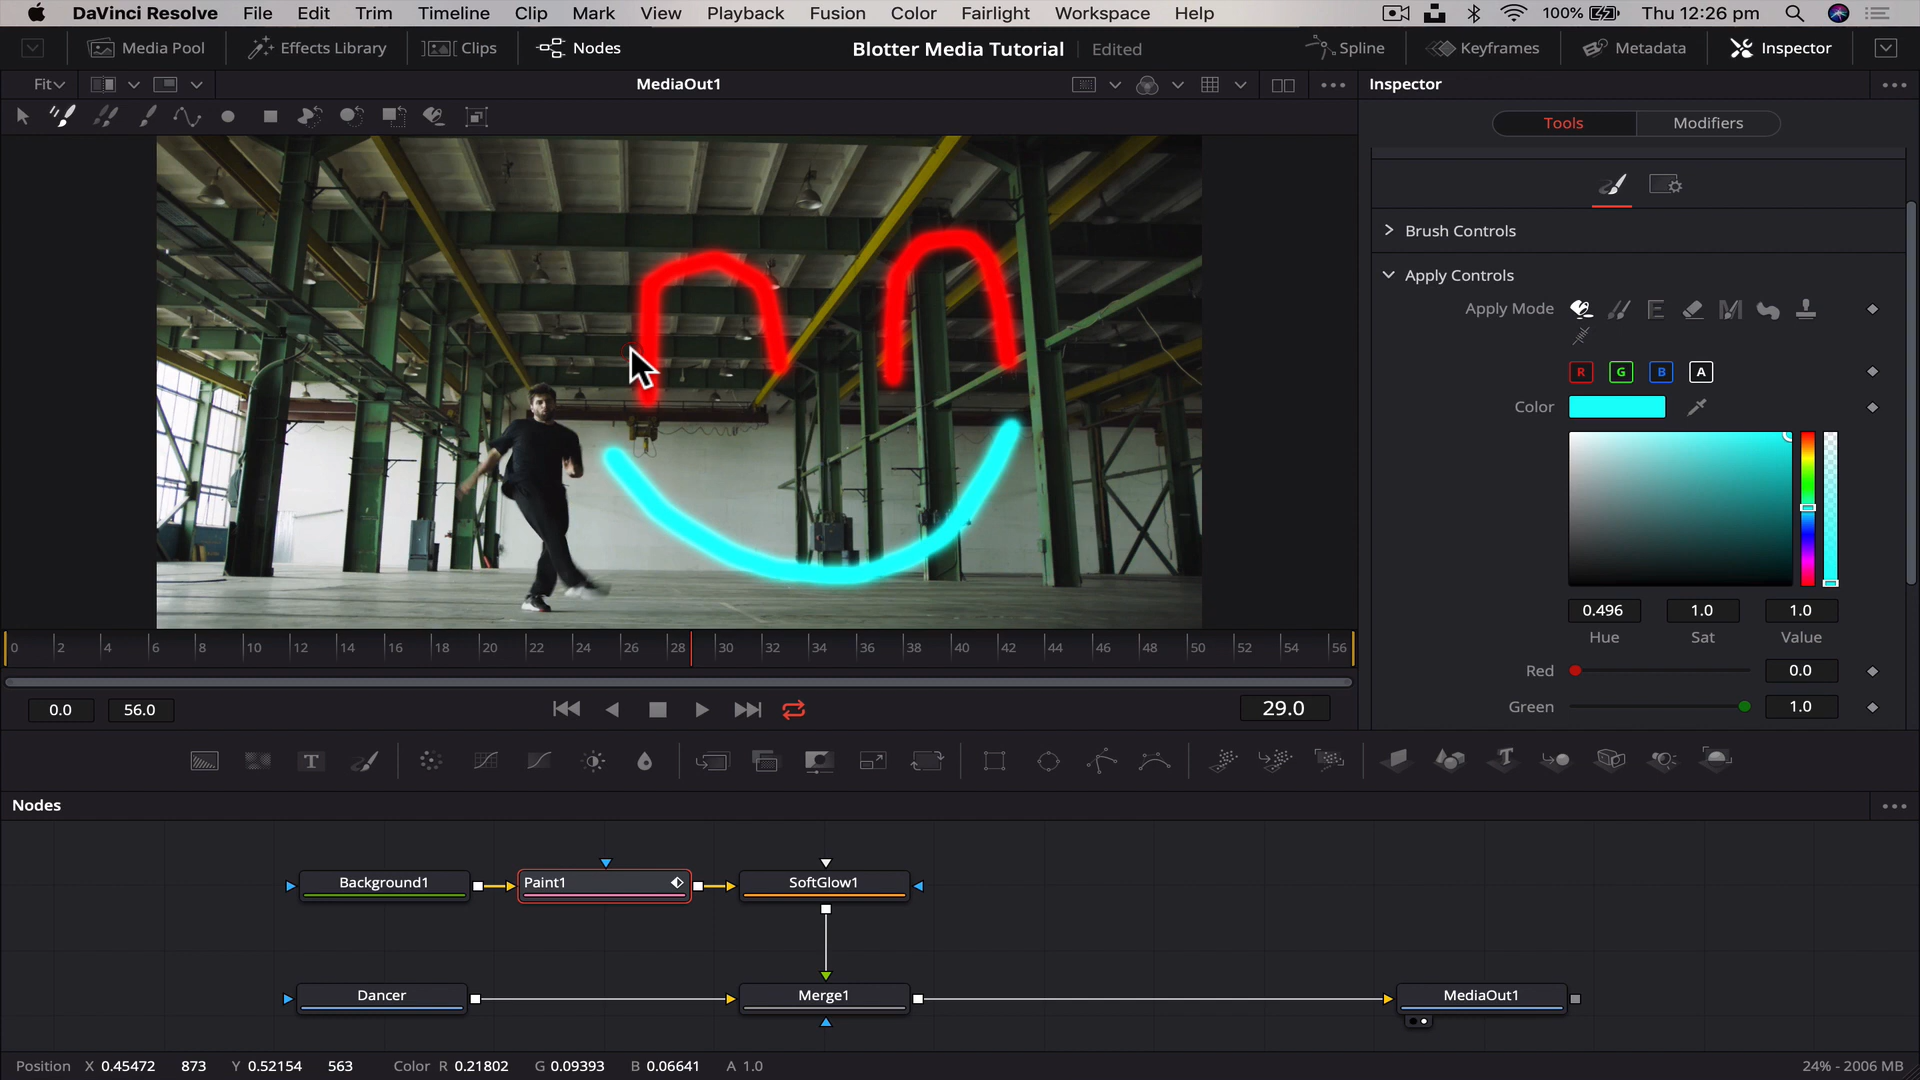 DaVinci Resolve File Edit Trim Timeline Clip Mark View Playback Fusion Color Fairlight Workspace Help 100% Thu 12:26 pm
Media Pool Effects Library Clips Nodes Blotter Media Tutorial Edited Spline Keyframes Metadata Inspector
Fit MediaOut1 Inspector
Tools Modifiers
Brush Controls
Apply Controls
Apply Mode
R G B A
Color
0.496 1.0 1.0
Hue Sat Value
Red 0.0
Green 1.0
0 2 4 6 8 10 12 14 16 18 20 22 24 26 28 30 32 34 36 38 40 42 44 46 48 50 52 54 56
0.0 56.0 29.0
T T
Nodes
Background1 Paint1 SoftGlow1
Dancer Merge1 MediaOut1
Position X 0.45472 873 Y 0.52154 563 Color R 0.21802 G 0.09393 B 0.06641 A 1.0 24% - 2006 MB